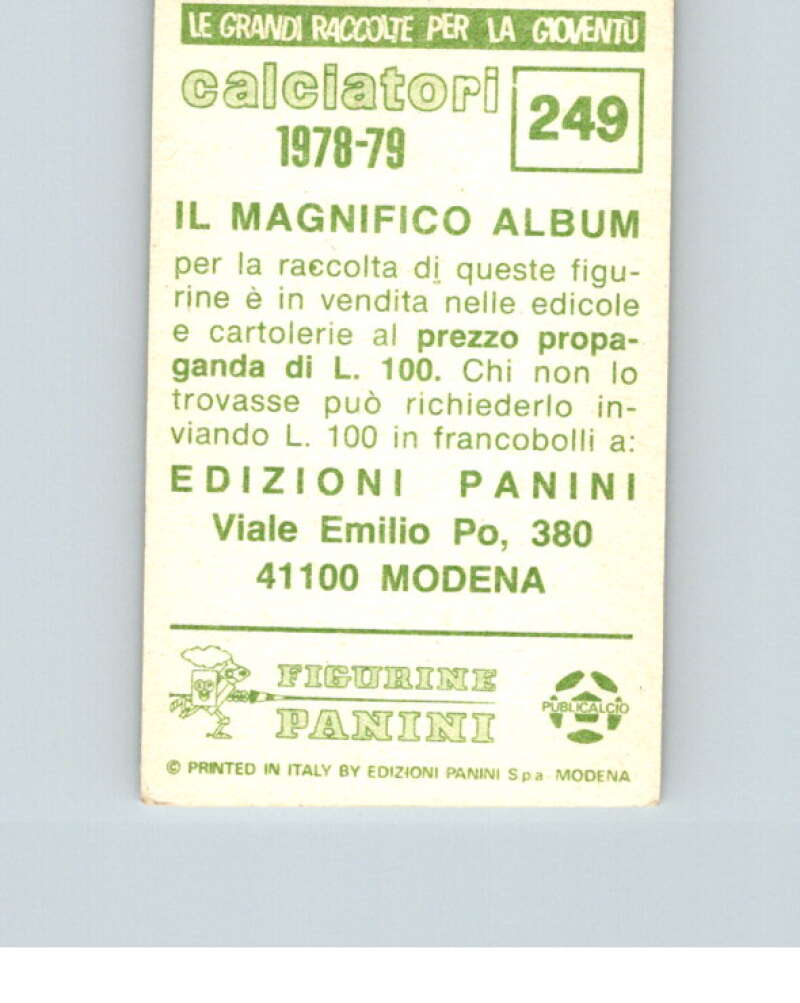 LE GRANDI RACCOLTE PER LA GIOVENTÙ
calciatori
1978-79
249
IL MAGNIFICO ALBUM
per la raccolta di queste figu-
rine è in vendita nelle edicole
e cartolerie al prezzo propa-
ganda di L. 100. Chi non lo
trovasse può richiederlo in-
viando L. 100 in francobolli a:
EDIZIONI PANINI
Viale Emilio Po, 380
41100 MODENA
FIGURINE
PANINI
PUBLICALCIO
© PRINTED IN ITALY BY EDIZIONI PANINI S.p.a. MODENA